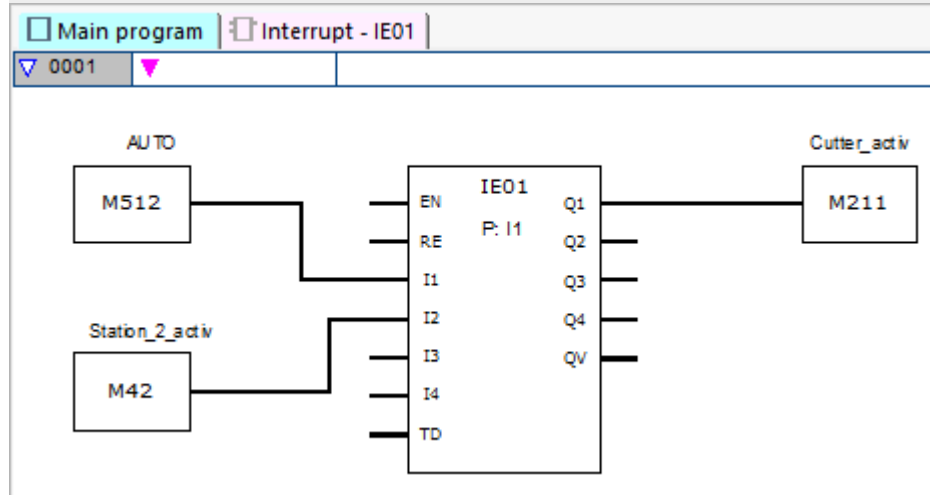 Main program
Interrupt - IE01
0001
AUTO
M512
Station_2_activ
M42
IE01
P: I1
EN
RE
I1
I2
I3
I4
TD
Q1
Q2
Q3
Q4
QV
Cutter_activ
M211